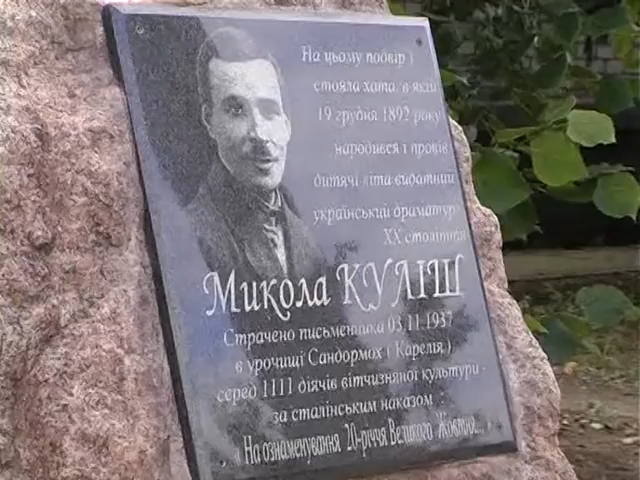 На цьому подвір'ї
стояла хата, в якій
19 грудня 1892 року
народився і провів
дитячі літа видатний
український драматург
XX століття
Микола КУЛІШ
Страчено письменника 03.11.1937
в урочищі Сандормох ( Карелія )
серед 1111 діячів вітчизняної культури
за сталінським наказом
« На ознаменування 20-річчя Великого Жовтня... »